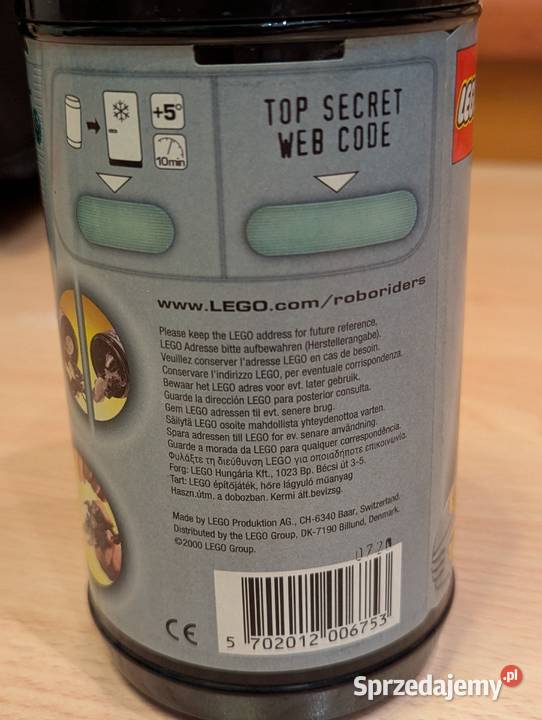 +5°
10min
TOP SECRET
WEB CODE
LEGO
www.LEGO.com/roboriders
Please keep the LEGO address for future reference.
LEGO Adresse bitte aufbewahren (Herstellerangabe).
Veuillez conserver l'adresse LEGO en cas de besoin.
Conservare l'indirizzo LEGO, per eventuale corrispondenza.
Bewaar het LEGO adres voor evt. later gebruik.
Guarde la dirección LEGO para posterior consulta.
Gem LEGO adressen til evt. senere brug.
Säilytä LEGO osoite mahdollista yhteydenottoa varten.
Spara adressen till LEGO for ev. senare användning.
Guarde a morada da LEGO para qualquer correspondência.
Φυλάξτε τη διεύθυνση LEGO για οποιαδήποτε επικοινωνία.
Forg: LEGO Hungária Kft., 1023 Bp. Bécsi út 3-5.
Tart: LEGO építőjáték, hőre lágyuló műanyag
Haszn.útm. a dobozban. Kermi ált.bevizsg.
Made by LEGO Produktion AG., CH-6340 Baar, Switzerland.
Distributed by the LEGO Group, DK-7190 Billund, Denmark.
©2000 LEGO Group.
CE
5 702012 006753
Sprzedajemy.pl